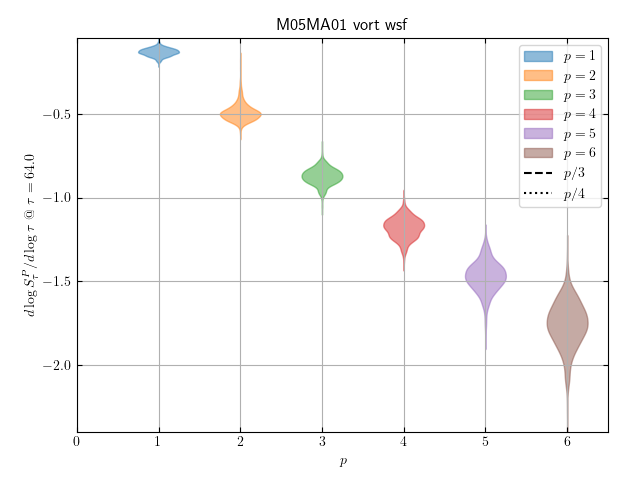 M05MA01 vort wsf
d log S_τ^P / d log τ @ τ = 64.0
−0.5
−1.0
−1.5
−2.0
0 1 2 3 4 5 6
p
p = 1
p = 2
p = 3
p = 4
p = 5
p = 6
p/3
p/4